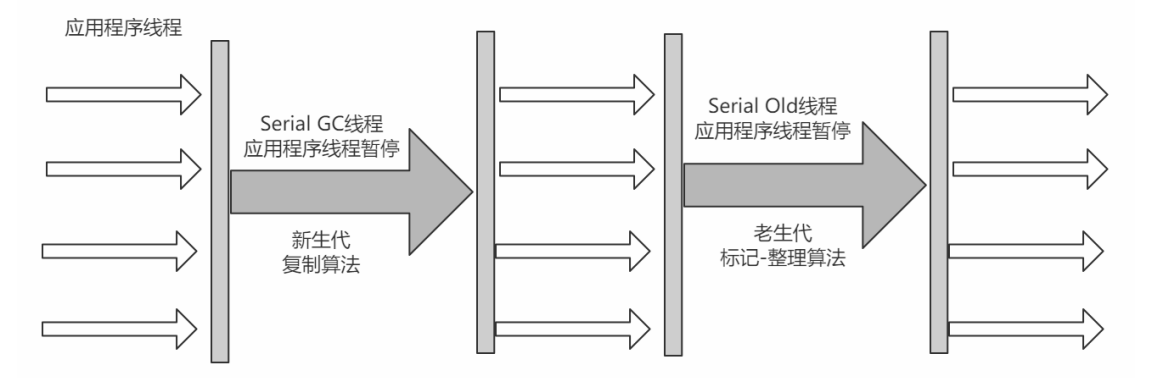 应用程序线程
Serial GC线程
应用程序线程暂停
新生代
复制算法
Serial Old线程
应用程序线程暂停
老生代
标记-整理算法